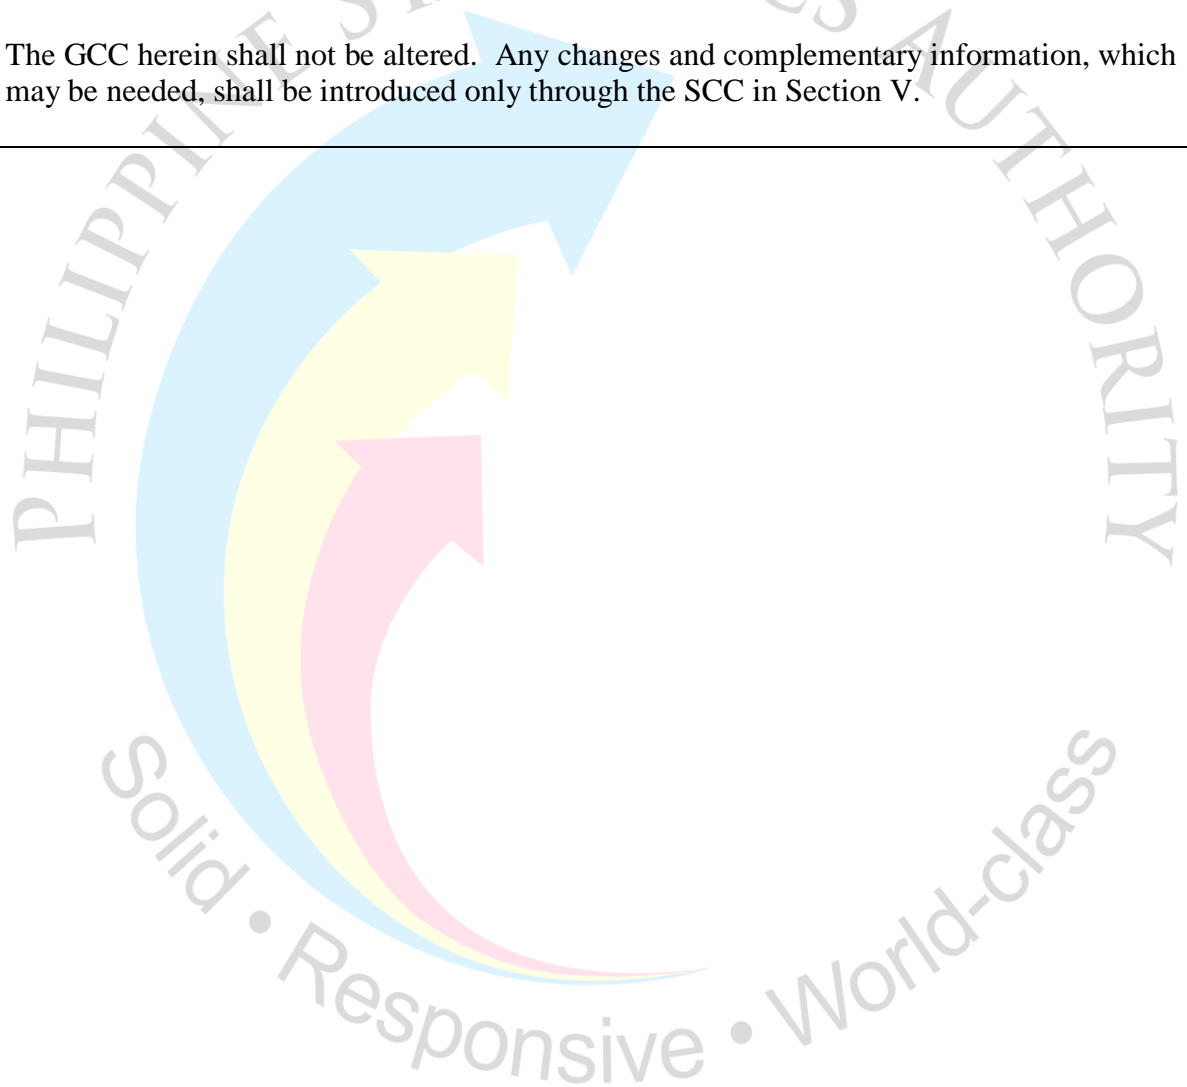 The GCC herein shall not be altered.  Any changes and complementary information, which
may be needed, shall be introduced only through the SCC in Section V.
PHILIPPINE
AUTHORITY
Solid • Responsive • World-class